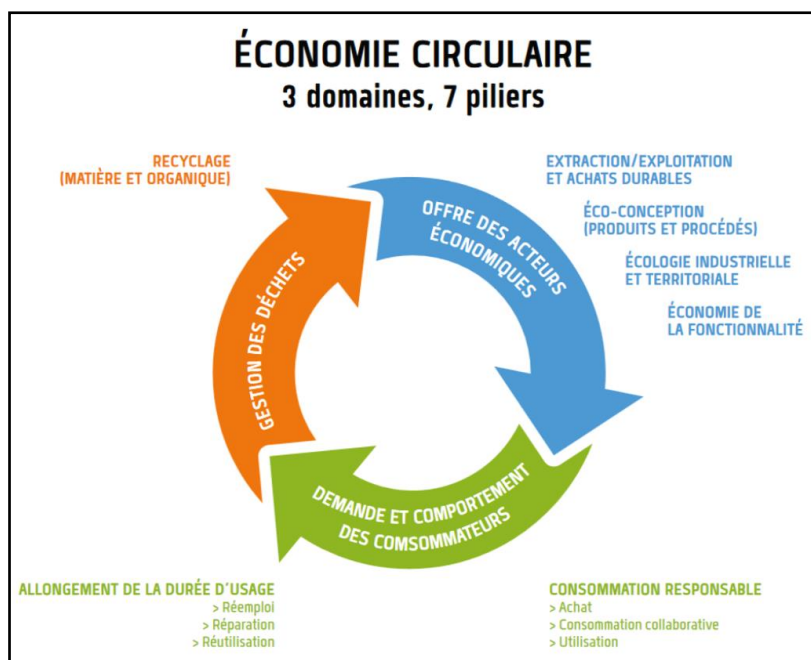 ÉCONOMIE CIRCULAIRE
3 domaines, 7 piliers
RECYCLAGE
(MATIÈRE ET ORGANIQUE)
EXTRACTION/EXPLOITATION
ET ACHATS DURABLES
ÉCO-CONCEPTION
(PRODUITS ET PROCÉDÉS)
ÉCOLOGIE INDUSTRIELLE
ET TERRITORIALE
ÉCONOMIE DE
LA FONCTIONNALITÉ
OFFRE DES ACTEURS
ÉCONOMIQUES
GESTION DES DÉCHETS
DEMANDE ET COMPORTEMENT
DES COMSOMMATEURS
ALLONGEMENT DE LA DURÉE D'USAGE
> Réemploi
> Réparation
> Réutilisation
CONSOMMATION RESPONSABLE
> Achat
> Consommation collaborative
> Utilisation